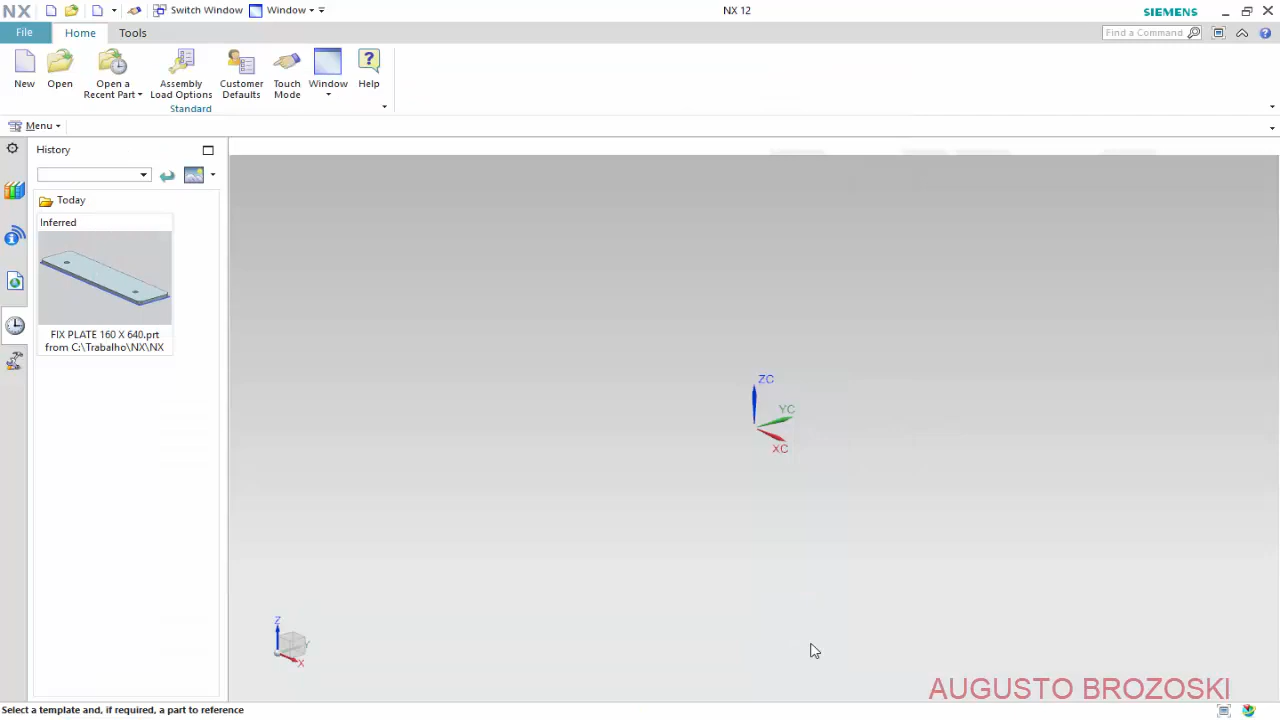 NX Switch Window Window NX 12 SIEMENS
File Home Tools Find a Command
New Open Open a Recent Part Assembly Load Options Customer Defaults Touch Mode Window Help
Standard
Menu
History
Today
Inferred
FIX PLATE 160 X 640.prt
from C:\Trabalho\NX\NX
ZC
YC
XC
Z
Y
X
AUGUSTO BROZOSKI
Select a template and, if required, a part to reference